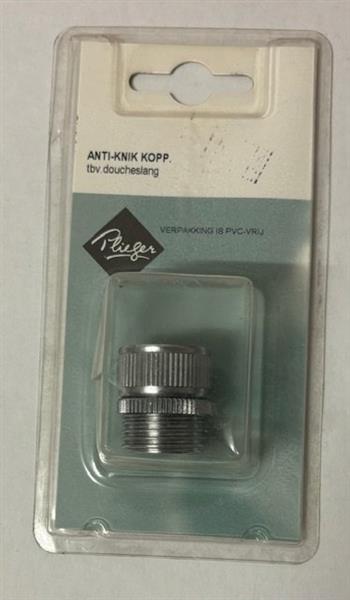 ANTI-KNIK KOPP.
tbv.doucheslang
Plieger
VERPAKKING IS PVC-VRIJ